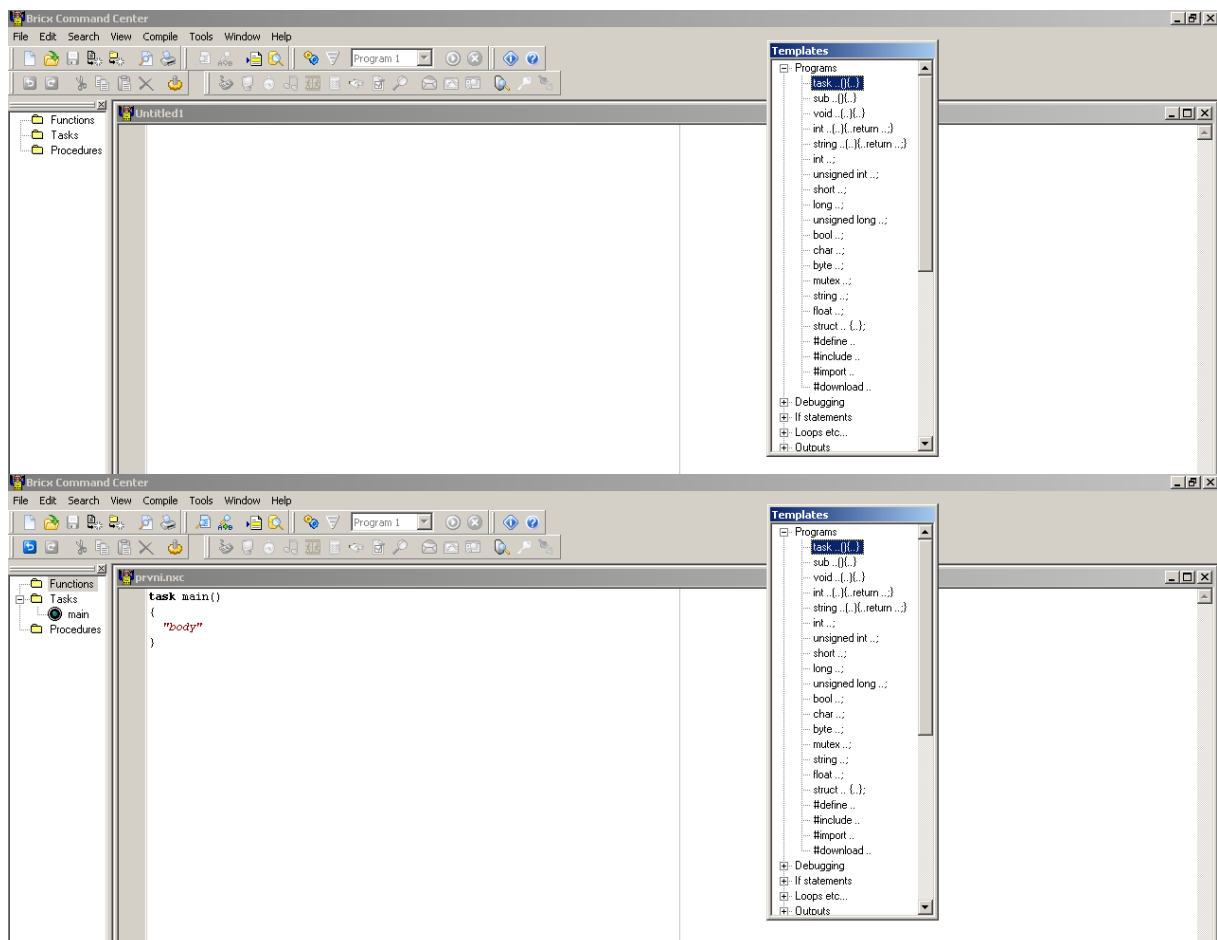 Bricx Command Center
File Edit Search View Compile Tools Window Help
Program 1
Functions
Tasks
Procedures
Untitled1
Templates
Programs
task ..(){..}
sub ..(){..}
void ..(..){..}
int ..(..){..return ..;}
string ..(..){..return ..;}
int ..;
unsigned int ..;
short ..;
long ..;
unsigned long ..;
bool ..;
char ..;
byte ..;
mutex ..;
string ..;
float ..;
struct .. {..};
#define ..
#include ..
#import ..
#download ..
Debugging
If statements
Loops etc...
Outputs
Bricx Command Center
File Edit Search View Compile Tools Window Help
Program 1
Functions
Tasks
main
Procedures
prvni.nxc
task main()
{
"body"
}
Templates
Programs
task ..(){..}
sub ..(){..}
void ..(..){..}
int ..(..){..return ..;}
string ..(..){..return ..;}
int ..;
unsigned int ..;
short ..;
long ..;
unsigned long ..;
bool ..;
char ..;
byte ..;
mutex ..;
string ..;
float ..;
struct .. {..};
#define ..
#include ..
#import ..
#download ..
Debugging
If statements
Loops etc...
Outputs